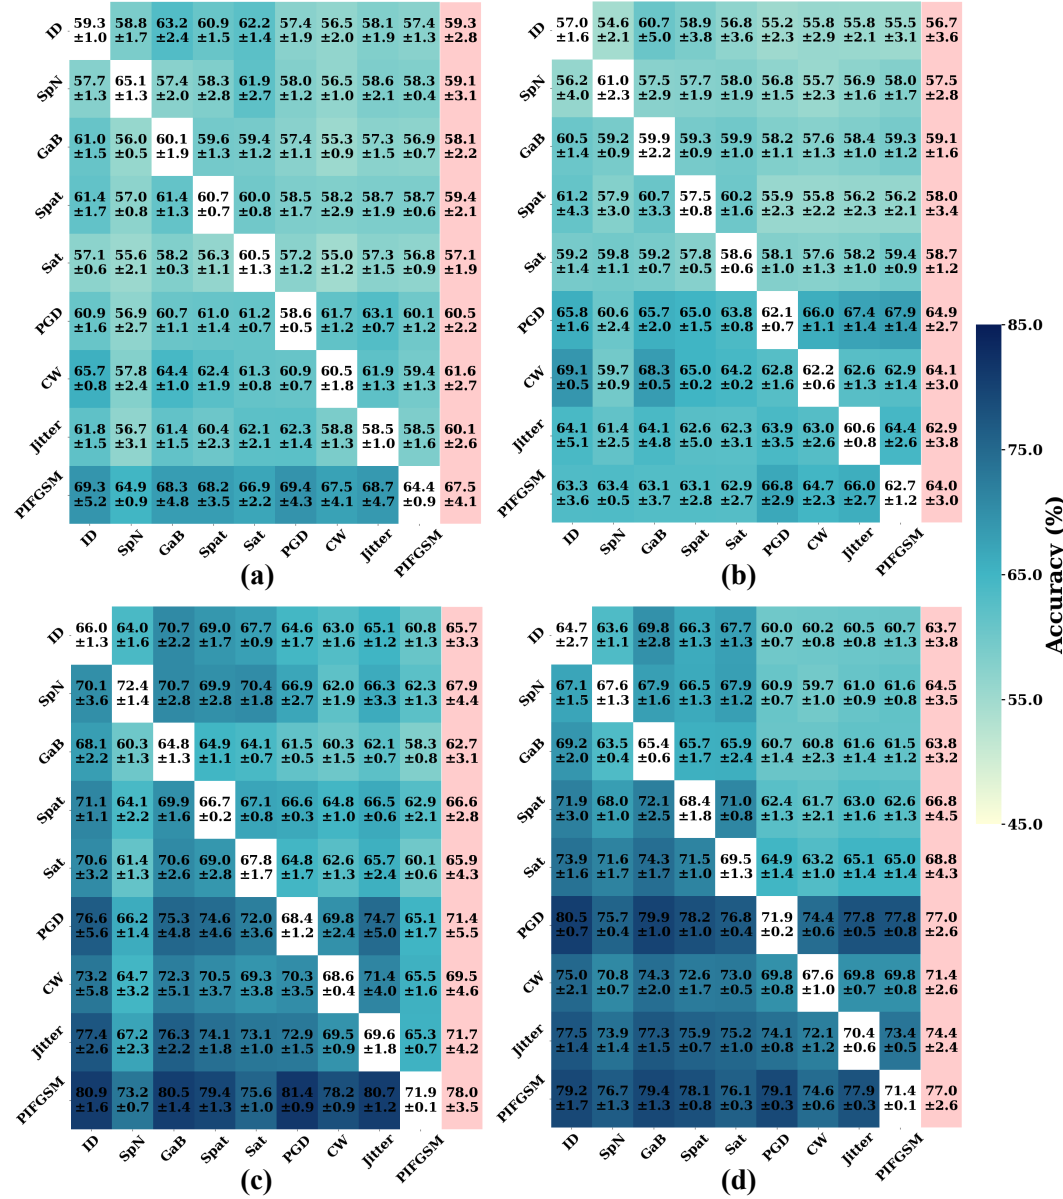 ID 59.3 58.8 63.2 60.9 62.2 57.4 56.5 58.7 57.4 59.3
±1.0 ±1.7 ±2.4 ±1.5 ±1.4 ±1.9 ±2.0 ±1.9 ±1.3 ±2.8
SpN 57.7 65.1 57.4 58.3 61.9 58.0 56.5 58.6 58.3 59.1
±1.3 ±1.3 ±2.0 ±2.8 ±2.7 ±1.2 ±1.0 ±2.1 ±0.4 ±3.1
GaB 61.0 56.0 60.1 59.6 59.4 57.4 55.3 57.3 56.9 58.1
±1.5 ±0.5 ±1.9 ±1.3 ±1.2 ±1.1 ±0.9 ±1.5 ±0.7 ±2.2
Spat 61.4 57.0 61.4 60.7 60.0 58.5 58.2 58.7 58.7 59.4
±1.7 ±0.8 ±1.3 ±0.7 ±0.8 ±1.7 ±2.9 ±1.9 ±0.6 ±2.1
Sat 57.1 55.6 58.2 56.3 60.5 57.2 55.0 57.3 56.8 57.1
±0.6 ±2.1 ±0.3 ±1.1 ±1.3 ±1.2 ±1.2 ±1.5 ±0.9 ±1.9
PGD 60.9 56.9 60.7 61.0 61.2 58.6 61.7 63.1 60.1 60.5
±1.6 ±2.7 ±1.1 ±1.4 ±0.7 ±0.5 ±1.2 ±0.7 ±1.2 ±2.2
CW 65.7 57.8 64.4 62.4 61.3 60.9 60.5 61.9 59.4 61.6
±0.8 ±2.4 ±1.0 ±1.9 ±0.8 ±0.7 ±1.8 ±1.3 ±1.3 ±2.7
Jitter 61.8 56.7 61.4 60.4 62.1 62.3 58.8 58.5 58.5 60.1
±1.5 ±3.1 ±1.5 ±2.3 ±2.1 ±1.4 ±1.3 ±1.0 ±1.6 ±2.6
PIFGSM 69.3 64.9 68.3 68.2 66.9 69.4 67.5 68.7 64.4 67.5
±5.2 ±0.9 ±4.8 ±3.5 ±2.2 ±4.3 ±4.1 ±4.7 ±0.9 ±4.1
ID SpN GaB Spat Sat PGD CW Jitter PIFGSM
(a)
ID 57.0 54.6 60.7 58.9 56.8 55.2 55.8 55.8 55.5 56.7
±1.6 ±2.1 ±5.0 ±3.8 ±3.6 ±2.3 ±2.9 ±2.1 ±3.1 ±3.6
SpN 56.2 61.0 57.5 57.7 58.0 56.8 55.7 56.9 58.0 57.5
±4.0 ±2.3 ±2.9 ±1.9 ±1.9 ±1.5 ±2.3 ±1.6 ±1.7 ±2.8
GaB 60.5 59.2 59.9 59.3 59.9 58.2 57.6 58.4 59.3 59.1
±1.4 ±0.9 ±2.2 ±0.9 ±1.0 ±1.1 ±1.3 ±1.0 ±1.2 ±1.6
Spat 61.2 57.9 60.7 57.5 60.2 55.9 55.8 56.2 56.2 58.0
±4.3 ±3.0 ±3.3 ±0.8 ±1.6 ±2.3 ±2.2 ±2.3 ±2.1 ±3.4
Sat 59.2 59.8 59.2 57.8 58.6 58.1 57.6 58.2 59.4 58.7
±1.4 ±1.1 ±0.7 ±0.5 ±0.6 ±1.0 ±1.3 ±1.0 ±0.9 ±1.2
PGD 65.8 60.6 65.7 65.0 63.8 62.1 66.0 67.4 67.9 64.9
±1.6 ±2.4 ±2.0 ±1.5 ±0.8 ±0.7 ±1.1 ±1.4 ±1.4 ±2.7
CW 69.1 59.7 68.3 65.0 64.2 62.8 62.2 62.6 62.9 64.1
±0.5 ±0.9 ±0.5 ±0.2 ±0.2 ±1.6 ±0.6 ±1.3 ±1.4 ±3.0
Jitter 64.1 61.4 64.1 62.6 62.3 63.9 63.0 60.6 64.4 62.9
±5.1 ±2.5 ±4.8 ±5.0 ±3.1 ±3.5 ±2.6 ±0.8 ±2.6 ±3.8
PIFGSM 63.3 63.4 63.1 63.1 62.9 66.8 64.7 66.0 62.7 64.0
±3.6 ±0.5 ±3.7 ±2.8 ±2.7 ±2.9 ±2.3 ±2.7 ±1.2 ±3.0
ID SpN GaB Spat Sat PGD CW Jitter PIFGSM
(b)
85.0
75.0
65.0
55.0
45.0
Accuracy (%)
ID 66.0 64.0 70.7 69.0 67.7 64.6 63.0 65.1 60.8 65.7
±1.3 ±1.6 ±2.2 ±1.7 ±0.9 ±1.7 ±1.6 ±1.2 ±1.3 ±3.3
SpN 70.1 72.4 70.7 69.9 70.4 66.9 62.0 66.3 62.3 67.9
±3.6 ±1.4 ±2.8 ±2.8 ±1.8 ±2.7 ±1.9 ±3.3 ±1.3 ±4.4
GaB 68.1 60.3 64.8 64.9 64.1 61.5 60.3 62.1 58.3 62.7
±2.2 ±1.3 ±1.3 ±1.1 ±0.7 ±0.5 ±1.5 ±0.7 ±0.8 ±3.1
Spat 71.1 64.1 69.9 66.7 67.1 66.6 64.8 66.5 62.9 66.6
±1.1 ±2.2 ±1.6 ±0.2 ±0.8 ±0.3 ±1.0 ±0.6 ±2.1 ±2.8
Sat 70.6 61.4 70.6 69.0 67.8 64.8 62.6 65.7 60.1 65.9
±3.2 ±1.3 ±2.6 ±2.8 ±1.7 ±1.7 ±1.3 ±2.4 ±0.6 ±4.3
PGD 76.6 66.2 75.3 74.6 72.0 68.4 69.8 74.7 65.1 71.4
±5.6 ±1.4 ±4.8 ±4.6 ±3.6 ±1.2 ±2.4 ±5.0 ±1.7 ±5.5
CW 73.2 64.7 72.3 70.5 69.3 70.3 68.6 71.4 65.5 69.5
±5.8 ±3.2 ±5.1 ±3.7 ±3.8 ±3.5 ±0.4 ±4.0 ±1.6 ±4.6
Jitter 77.4 67.2 76.3 74.1 73.1 72.9 69.5 69.6 65.3 71.7
±2.6 ±2.3 ±2.2 ±1.8 ±1.0 ±1.5 ±0.9 ±1.8 ±0.7 ±4.2
PIFGSM 80.9 73.2 80.5 79.4 75.6 81.4 78.2 80.7 71.9 78.0
±1.6 ±0.7 ±1.4 ±1.3 ±1.0 ±0.9 ±0.9 ±1.2 ±0.1 ±3.5
ID SpN GaB Spat Sat PGD CW Jitter PIFGSM
(c)
ID 64.7 63.6 69.8 66.3 67.7 60.0 60.2 60.5 60.7 63.7
±2.7 ±1.1 ±2.8 ±1.3 ±1.3 ±0.7 ±0.8 ±0.8 ±1.3 ±3.8
SpN 67.1 67.6 67.9 66.5 67.9 60.9 59.7 61.0 61.6 64.5
±1.5 ±1.3 ±1.6 ±1.3 ±1.2 ±0.7 ±1.0 ±0.9 ±0.8 ±3.5
GaB 69.2 63.5 65.4 65.7 65.9 60.7 60.8 61.6 61.5 63.8
±2.0 ±0.4 ±0.6 ±1.7 ±2.4 ±1.4 ±2.3 ±1.4 ±1.2 ±3.2
Spat 71.9 68.0 72.1 68.4 71.0 62.4 61.7 63.0 62.6 66.8
±3.0 ±1.0 ±2.5 ±1.8 ±0.8 ±1.3 ±2.1 ±1.6 ±1.3 ±4.5
Sat 73.9 71.6 74.3 71.5 69.5 64.9 63.2 65.1 65.0 68.8
±1.6 ±1.7 ±1.7 ±1.0 ±1.3 ±1.4 ±1.0 ±1.4 ±1.4 ±4.3
PGD 80.5 75.7 79.9 78.2 76.8 71.9 74.4 77.8 77.8 77.0
±0.7 ±0.4 ±1.0 ±1.0 ±0.4 ±0.2 ±0.6 ±0.5 ±0.8 ±2.6
CW 75.0 70.8 74.3 72.6 73.0 69.8 67.6 69.8 69.8 71.4
±2.1 ±0.7 ±2.0 ±1.7 ±0.5 ±0.8 ±1.0 ±0.7 ±0.8 ±2.6
Jitter 77.5 73.9 77.3 75.9 75.2 74.1 72.1 70.4 73.4 74.4
±1.4 ±1.4 ±1.5 ±0.7 ±1.0 ±0.8 ±1.2 ±0.6 ±0.5 ±2.4
PIFGSM 79.2 76.7 79.4 78.1 76.1 79.1 74.6 77.9 71.4 77.0
±1.7 ±1.3 ±1.3 ±0.8 ±0.3 ±0.3 ±0.6 ±0.3 ±0.1 ±2.6
ID SpN GaB Spat Sat PGD CW Jitter PIFGSM
(d)